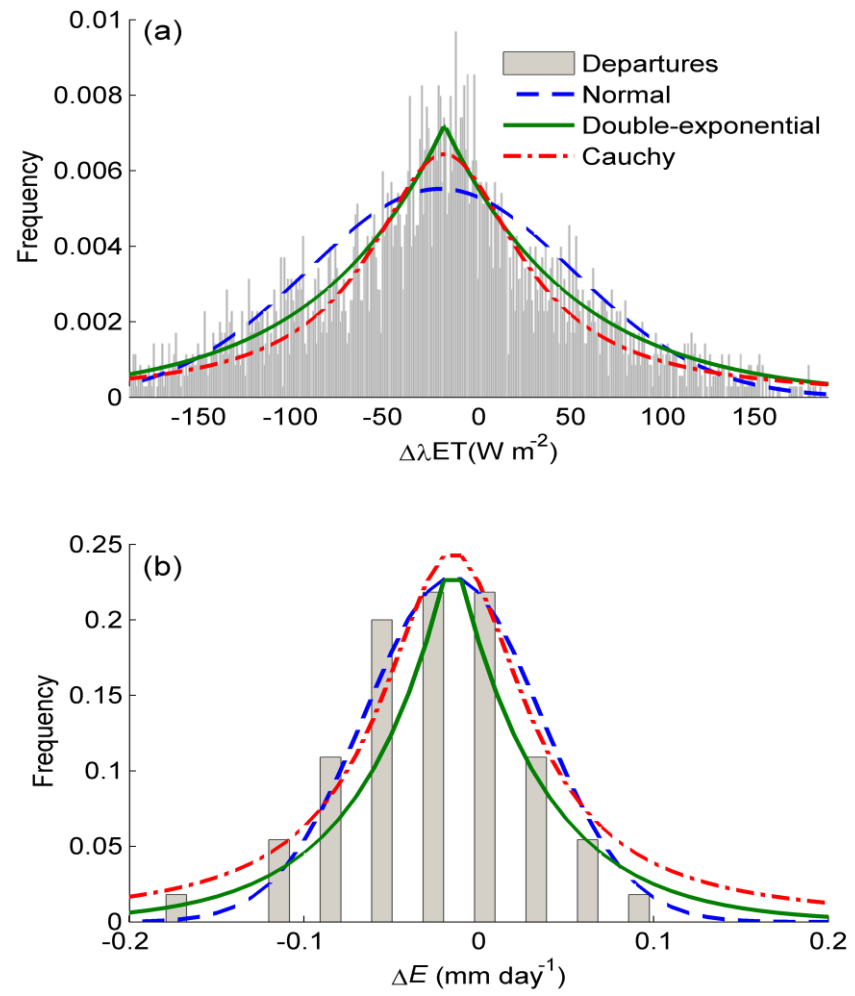 0.01
(a)
Departures
Normal
Double-exponential
Cauchy
0.008
0.006
0.004
0.002
0
Frequency
-150 -100 -50 0 50 100 150
ΔλET(W m⁻²)
0.25
(b)
0.2
0.15
0.1
0.05
0
Frequency
-0.2 -0.1 0 0.1 0.2
ΔE (mm day⁻¹)